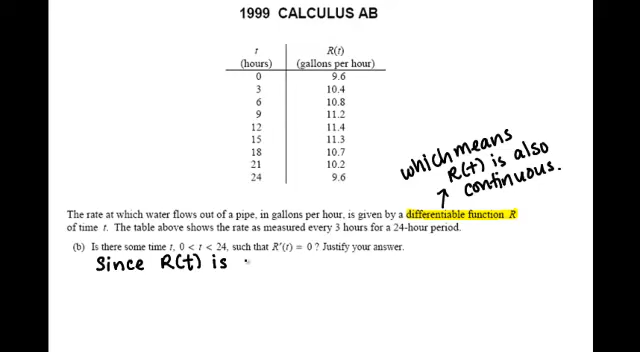 1999 CALCULUS AB
t R(t)
(hours) (gallons per hour)
0 9.6
3 10.4
6 10.8
9 11.2
12 11.4
15 11.3
18 10.7
21 10.2
24 9.6
which means
R(t) is also
continuous.
The rate at which water flows out of a pipe, in gallons per hour, is given by a differentiable function R
of time t. The table above shows the rate as measured every 3 hours for a 24-hour period.
(b) Is there some time t, 0 < t < 24, such that R'(t) = 0 ? Justify your answer.
Since R(t) is